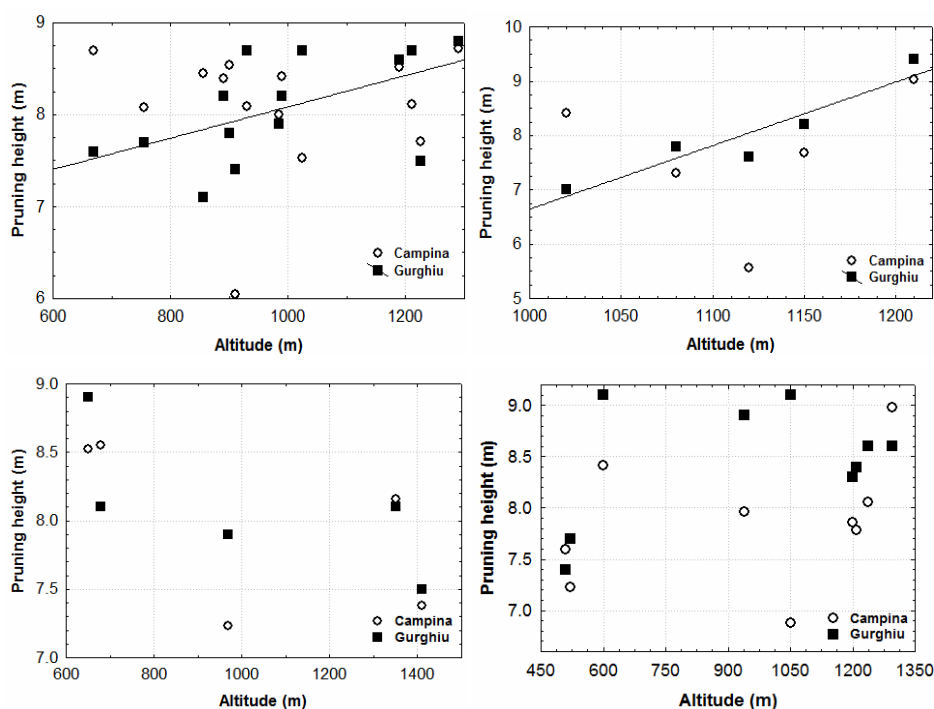 9
8
7
6
Pruning height (m)
Campina
Gurghiu
600 800 1000 1200
Altitude (m)
10
9
8
7
6
5
Pruning height (m)
Campina
Gurghiu
1000 1050 1100 1150 1200
Altitude (m)
9.0
8.5
8.0
7.5
7.0
Pruning height (m)
Campina
Gurghiu
600 800 1000 1200 1400
Altitude (m)
9.0
8.5
8.0
7.5
7.0
Pruning height (m)
Campina
Gurghiu
450 600 750 900 1050 1200 1350
Altitude (m)